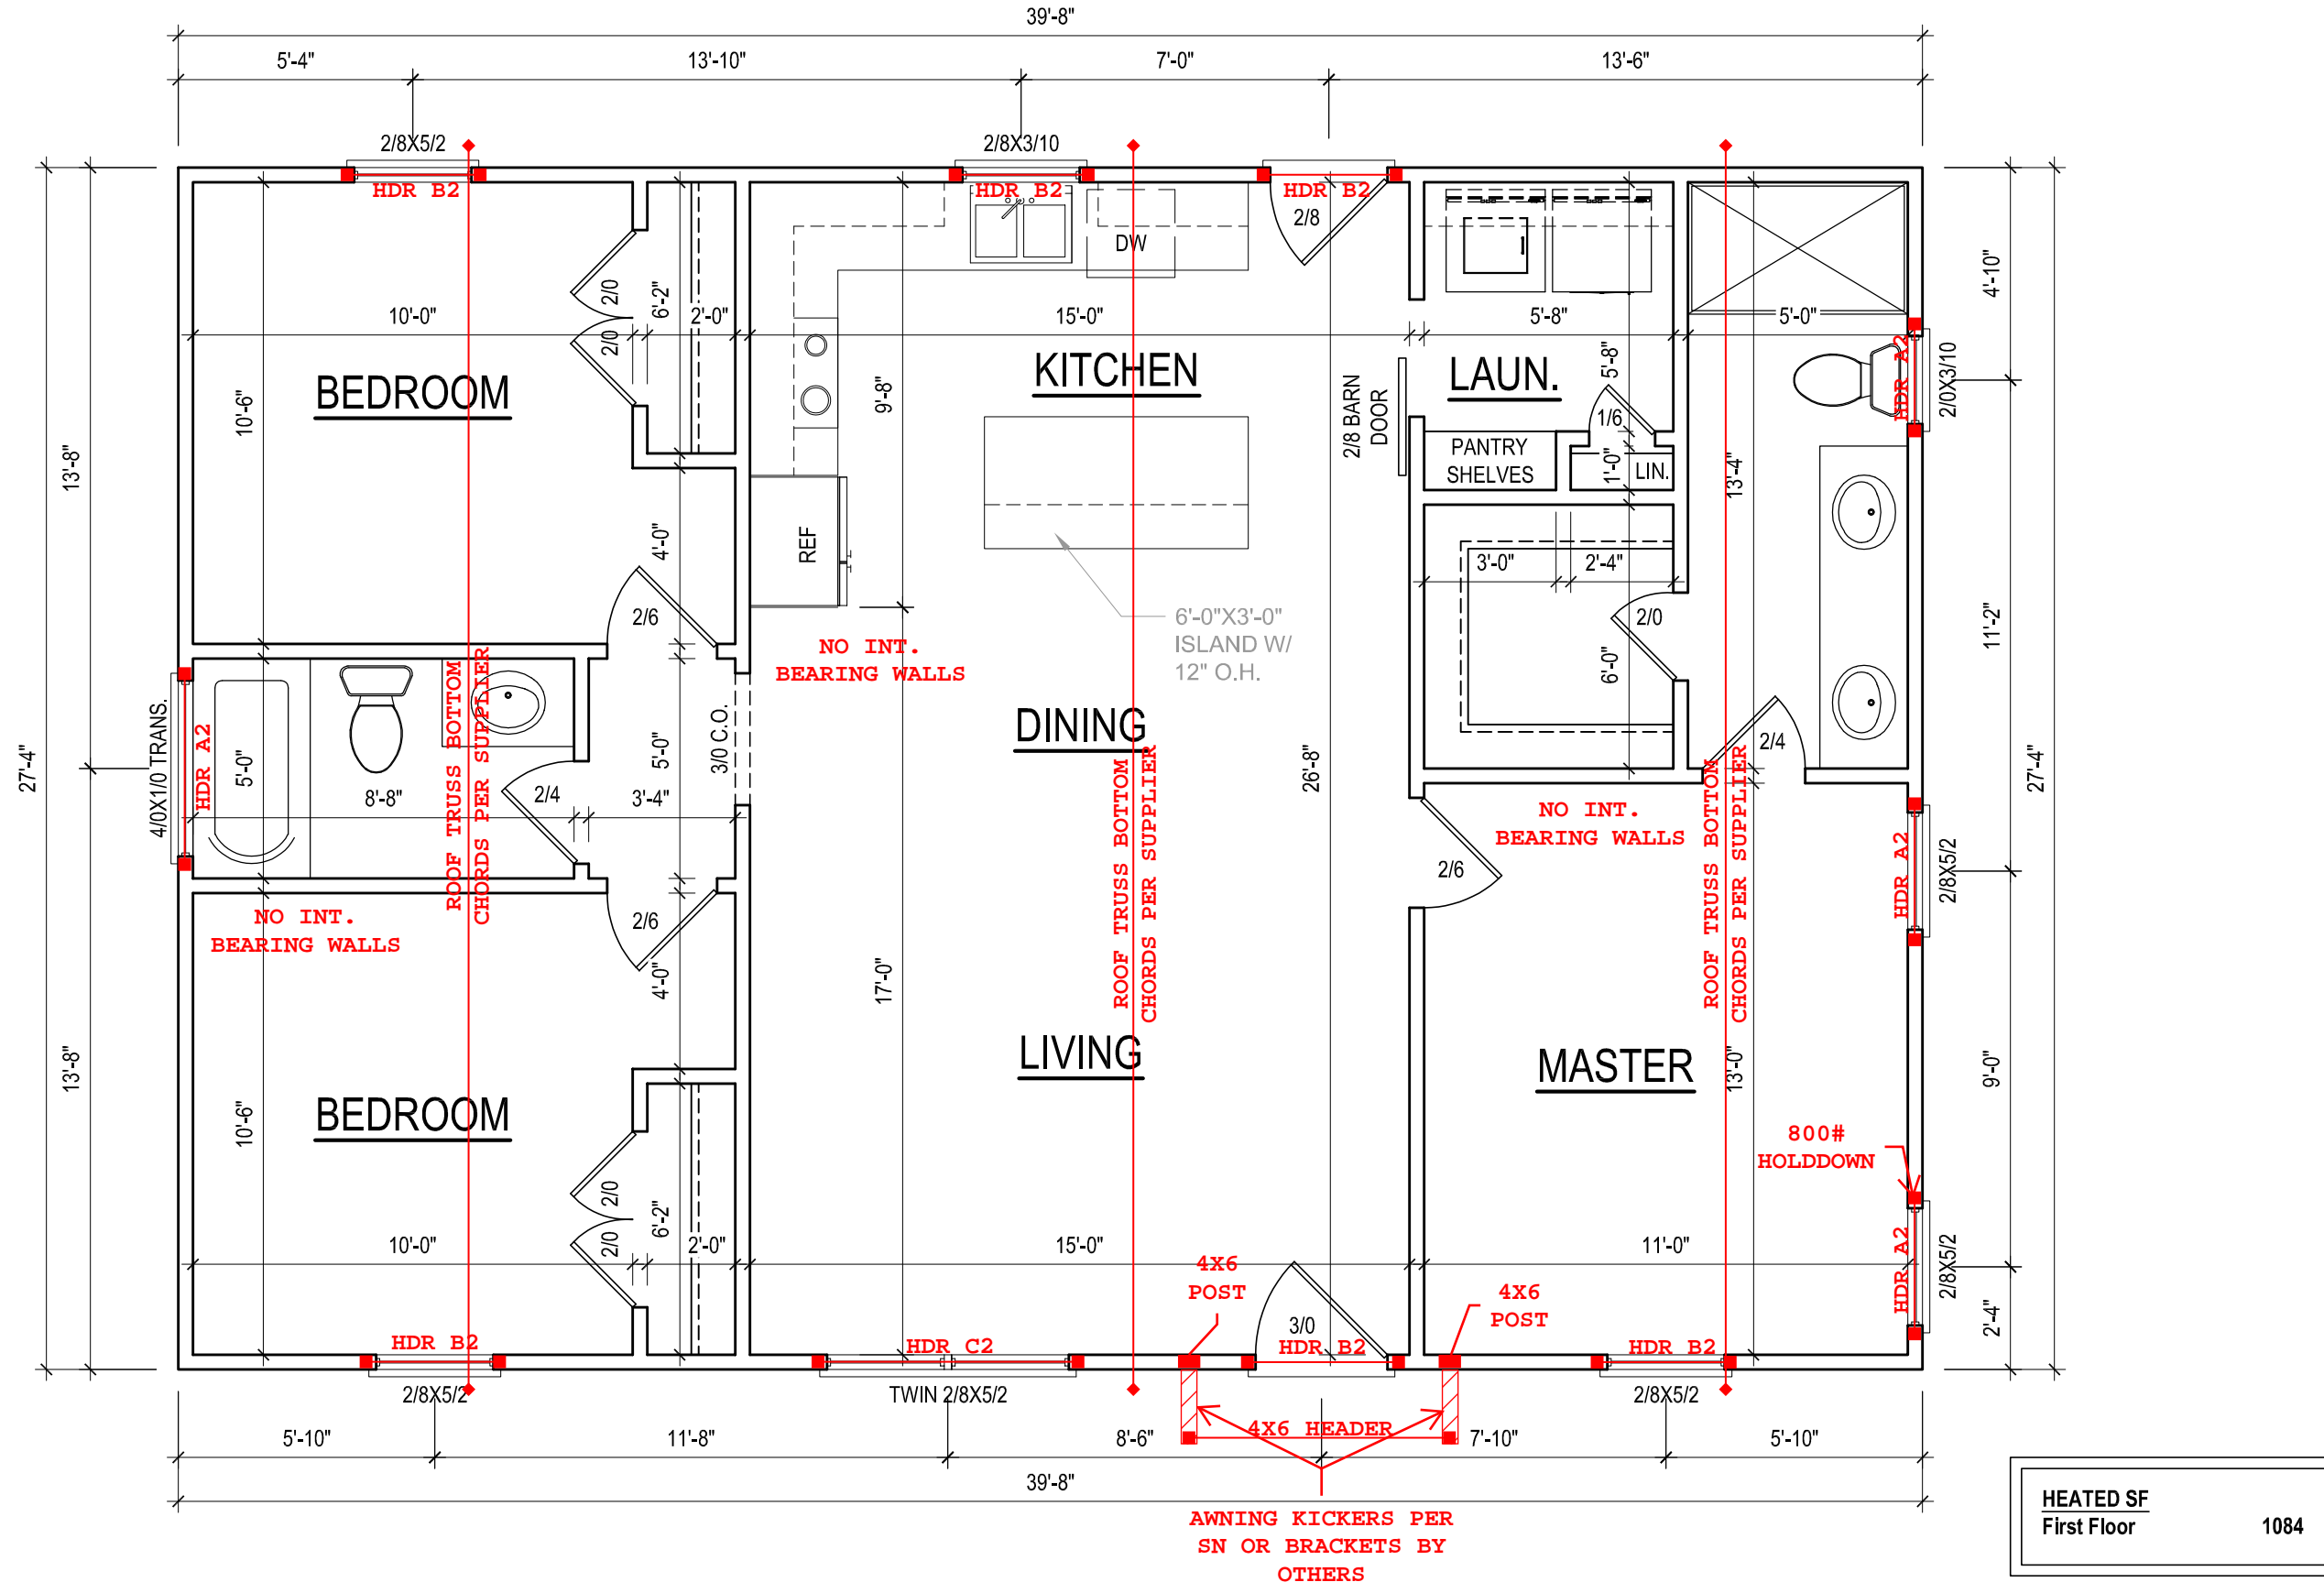 39'-8"
5'-4"
13'-10"
7'-0"
13'-6"
2/8X5/2
2/8X3/10
HDR B2
HDR B2
HDR B2
2/8
DW
4'-10"
27'-4"
13'-8"
10'-0"
2/0
2/0
6'-2"
2'-0"
15'-0"
5'-8"
5'-0"
BEDROOM
10'-6"
9'-8"
KITCHEN
2/8 BARN
DOOR
LAUN.
5'-8"
1/6
HDR A2
2/0X3/10
PANTRY
SHELVES
1'-0"
LIN.
13'-4"
REF
4'-0"
3'-0"
2'-4"
6'-0"X3'-0"
ISLAND W/
12" O.H.
2/6
2/0
11'-2"
NO INT.
BEARING WALLS
6'-0"
4/0X1/0 TRANS.
HDR A2
5'-0"
8'-8"
ROOF TRUSS BOTTOM
CHORDS PER SUPPLIER
2/4
5'-0"
3'-4"
3/0 C.O.
DINING
26'-8"
2/4
27'-4"
ROOF TRUSS BOTTOM
CHORDS PER SUPPLIER
NO INT.
BEARING WALLS
ROOF TRUSS BOTTOM
CHORDS PER SUPPLIER
2/6
HDR A2
2/8X5/2
NO INT.
BEARING WALLS
2/6
4'-0"
17'-0"
13'-8"
LIVING
MASTER
13'-0"
9'-0"
BEDROOM
10'-6"
800#
HOLDDOWN
2/0
2/0
6'-2"
10'-0"
2'-0"
15'-0"
11'-0"
4X6
POST
4X6
POST
HDR A2
2/8X5/2
2'-4"
3/0
HDR B2
HDR C2
HDR B2
HDR B2
2/8X5/2
TWIN 2/8X5/2
2/8X5/2
5'-10"
11'-8"
8'-6"
4X6 HEADER
7'-10"
5'-10"
39'-8"
AWNING KICKERS PER
SN OR BRACKETS BY
OTHERS
HEATED SF
First Floor 1084